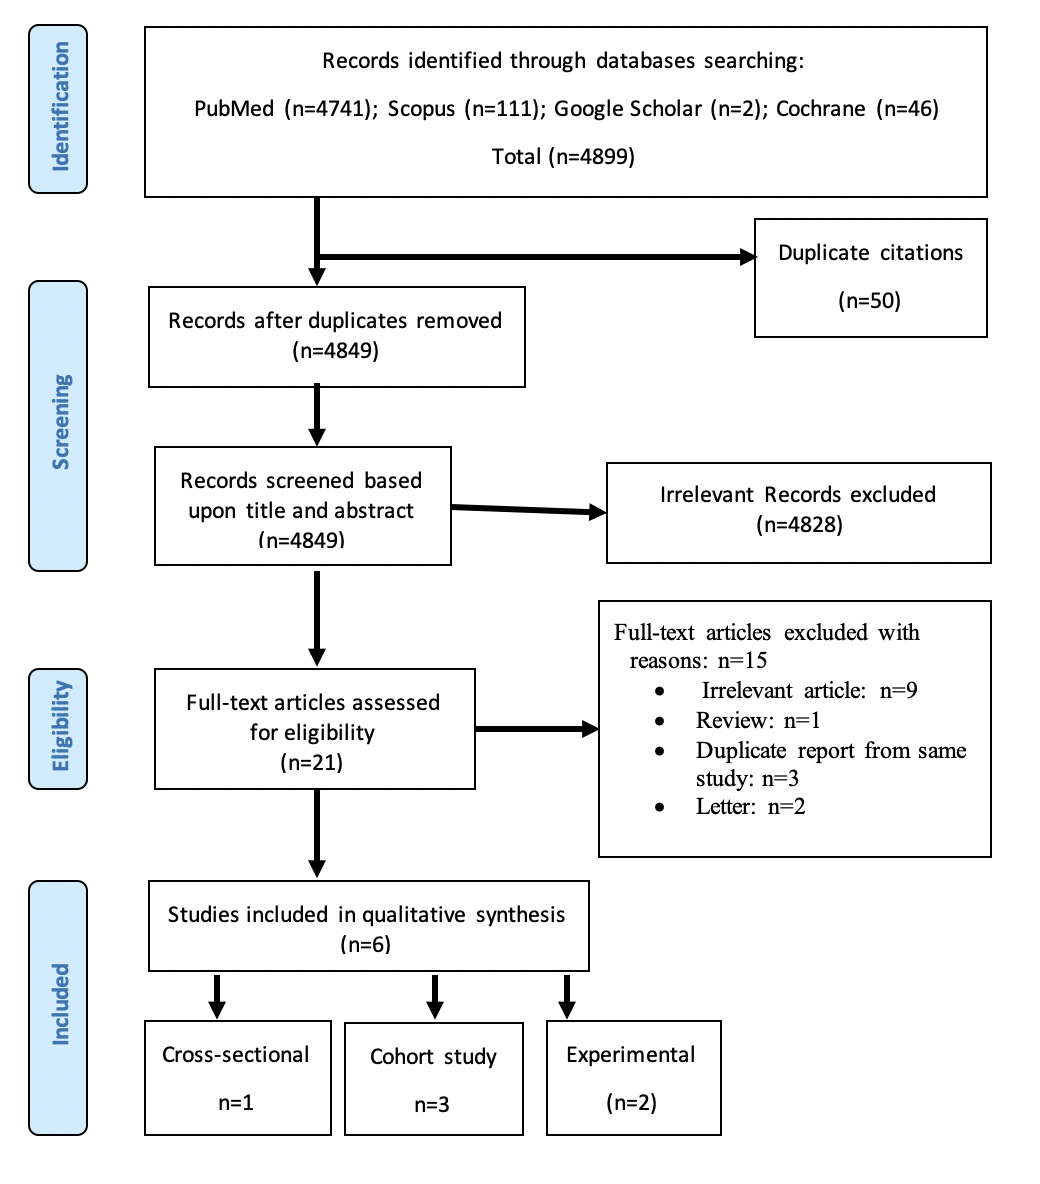 Identification
Records identified through databases searching:
PubMed (n=4741); Scopus (n=111); Google Scholar (n=2); Cochrane (n=46)
Total (n=4899)
Duplicate citations
(n=50)
Screening
Records after duplicates removed
(n=4849)
Records screened based
upon title and abstract
(n=4849)
Irrelevant Records excluded
(n=4828)
Eligibility
Full-text articles assessed
for eligibility
(n=21)
Full-text articles excluded with
reasons: n=15
• Irrelevant article: n=9
• Review: n=1
• Duplicate report from same
study: n=3
• Letter: n=2
Included
Studies included in qualitative synthesis
(n=6)
Cross-sectional
n=1
Cohort study
n=3
Experimental
(n=2)